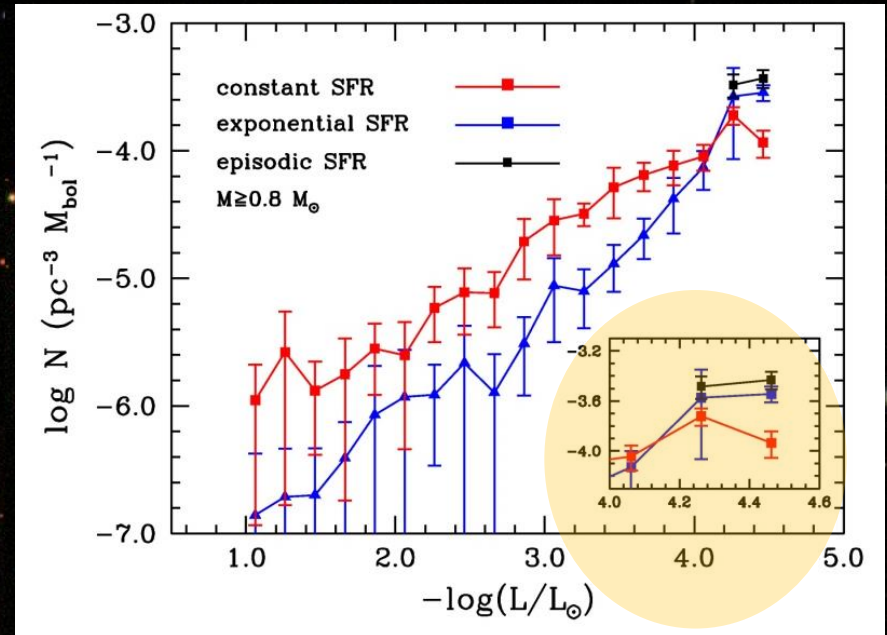 −3.0
−4.0
−5.0
−6.0
−7.0
log N (pc⁻³ M_bol⁻¹)
constant SFR
exponential SFR
episodic SFR
M≧0.8 M☉
−3.2
−3.6
−4.0
4.0 4.2 4.4 4.6
1.0 2.0 3.0 4.0 5.0
−log(L/L☉)